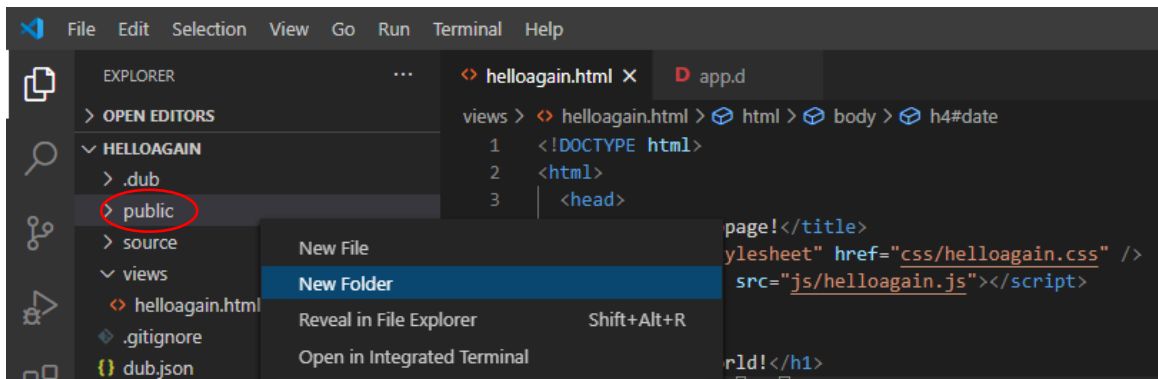 File Edit Selection View Go Run Terminal Help
EXPLORER ...
> OPEN EDITORS
HELLOAGAIN
> .dub
> public
> source
views
<> helloagain.html
.gitignore
{} dub.json
New File
New Folder
Reveal in File Explorer Shift+Alt+R
Open in Integrated Terminal
<> helloagain.html X D app.d
views > <> helloagain.html > html > body > h4#date
1 <!DOCTYPE html>
2 <html>
3 <head>
page!</title>
ylesheet" href="css/helloagain.css" />
src="js/helloagain.js"></script>
rld!</h1>